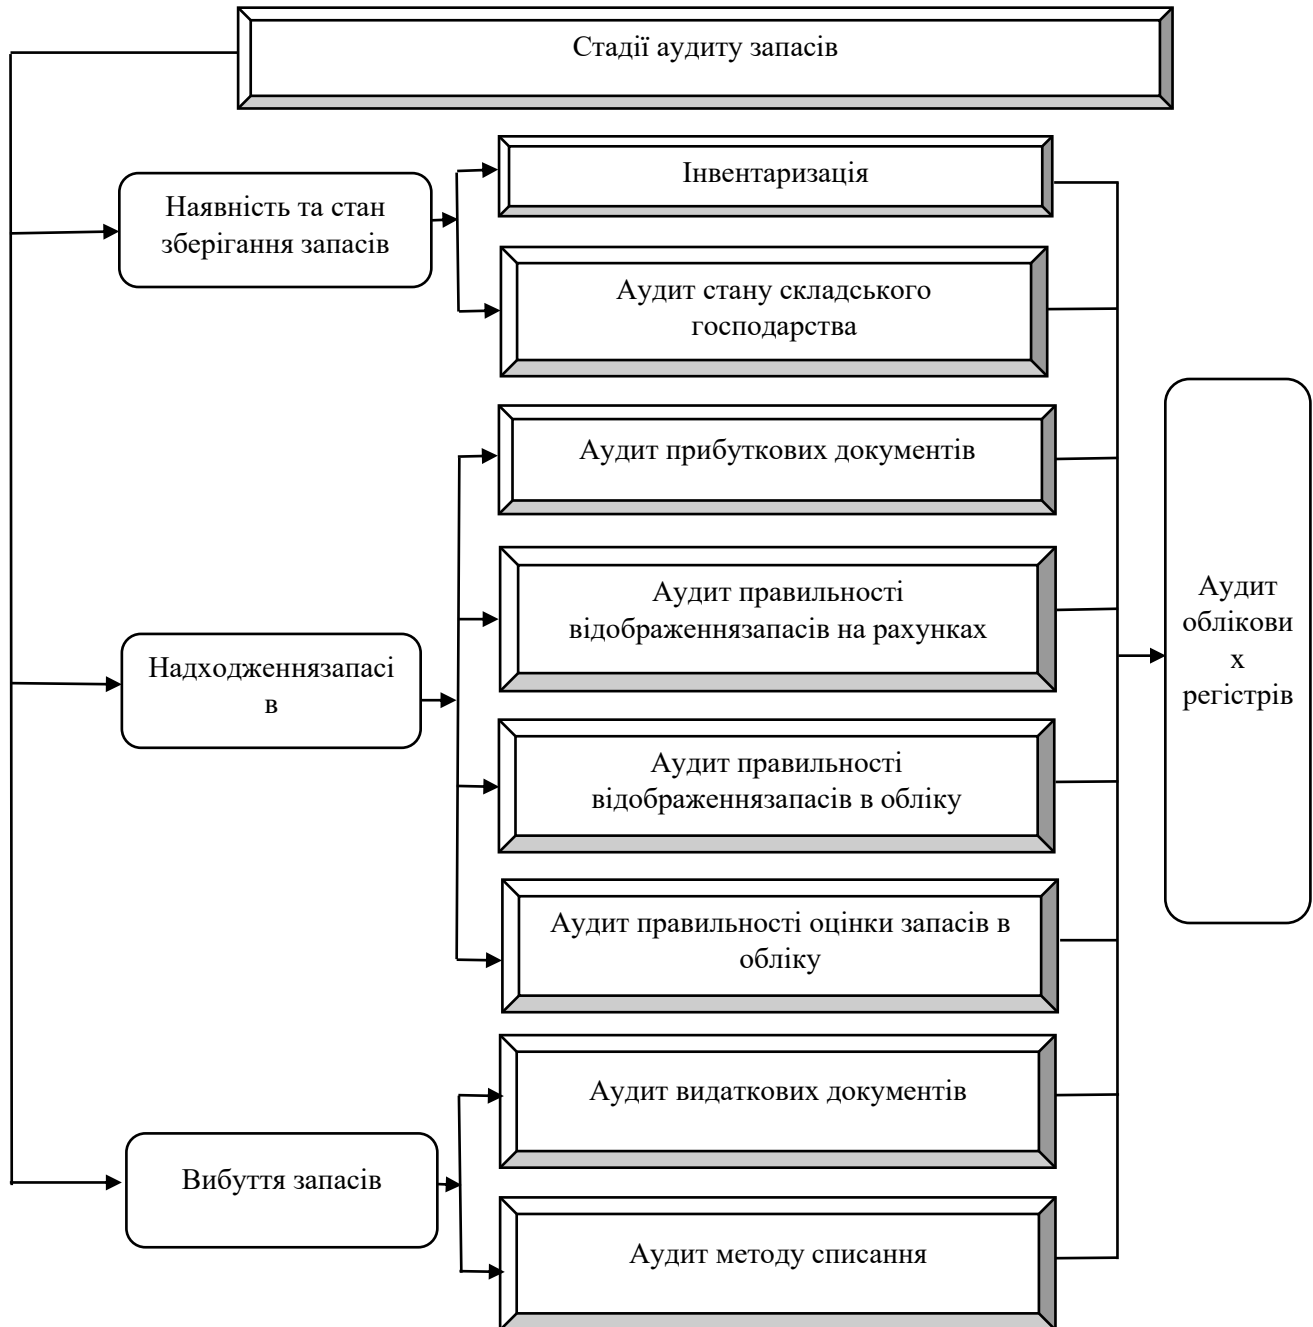 Стадії аудиту запасів
Наявність та стан
зберігання запасів
Інвентаризація
Аудит стану складського
господарства
Надходженнязапасі
в
Аудит прибуткових документів
Аудит правильності
відображеннязапасів на рахунках
Аудит правильності
відображеннязапасів в обліку
Аудит правильності оцінки запасів в
обліку
Вибуття запасів
Аудит видаткових документів
Аудит методу списання
Аудит
облікови
х
регістрів